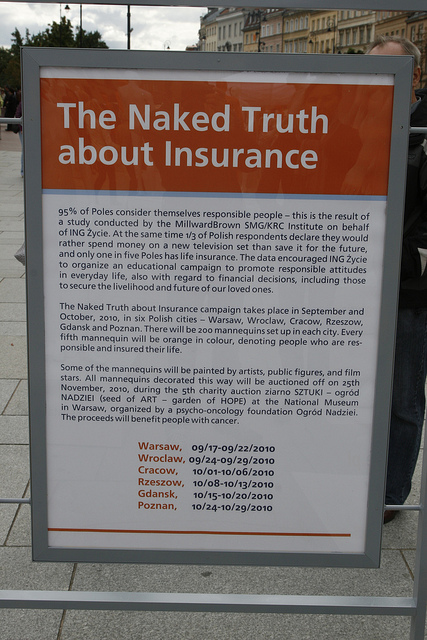 The Naked Truth
about Insurance
95% of Poles consider themselves responsible people – this is the result of
a study conducted by the MillwardBrown SMG/KRC Institute on behalf
of ING Życie. At the same time 1/3 of Polish respondents declare they would
rather spend money on a new television set than save it for the future,
and only one in five Poles has life insurance. The data encouraged ING Życie
to organize an educational campaign to promote responsible attitudes
in everyday life, also with regard to financial decisions, including those
to secure the livelihood and future of our loved ones.
The Naked Truth about Insurance campaign takes place in September and
October, 2010, in six Polish cities – Warsaw, Wroclaw, Cracow, Rzeszow,
Gdansk and Poznan. There will be 200 mannequins set up in each city. Every
fifth mannequin will be orange in colour, denoting people who are res-
ponsible and insured their life.
Some of the mannequins will be painted by artists, public figures, and film
stars. All mannequins decorated this way will be auctioned off on 25th
November, 2010, during the 5th charity auction ziarno SZTUKI – ogród
NADZIEI (seed of ART – garden of HOPE) at the National Museum
in Warsaw, organized by a psycho-oncology foundation Ogród Nadziei.
The proceeds will benefit people with cancer.
Warsaw, 09/17-09/22/2010
Wroclaw, 09/24-09/29/2010
Cracow, 10/01-10/06/2010
Rzeszow, 10/08-10/13/2010
Gdansk, 10/15-10/20/2010
Poznan, 10/24-10/29/2010